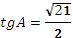 tgA = √21/2